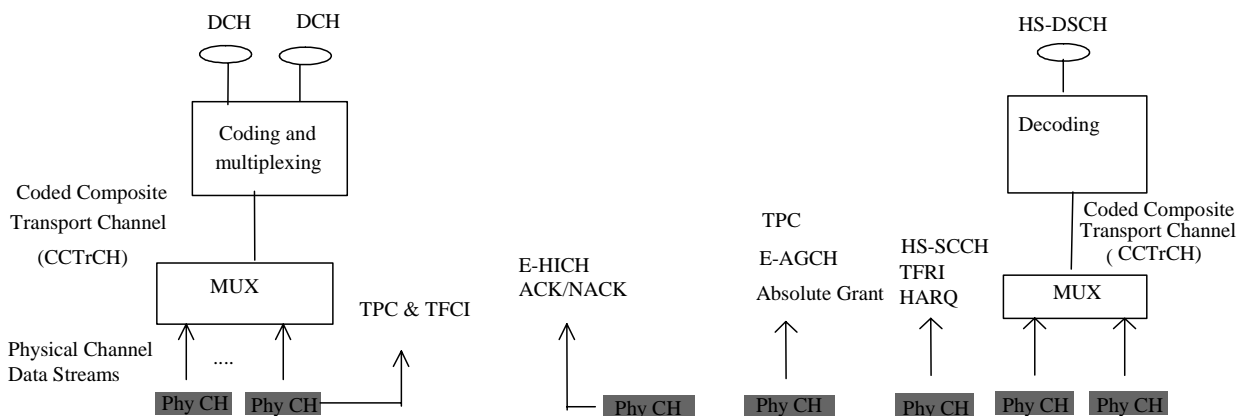 DCH
DCH
HS-DSCH
Coding and
multiplexing
Decoding
Coded Composite
Transport Channel
(CCTrCH)
Coded Composite
Transport Channel
( CCTrCH)
TPC
E-AGCH
Absolute Grant
HS-SCCH
TFRI
HARQ
E-HICH
ACK/NACK
MUX
MUX
TPC & TFCI
Physical Channel
Data Streams
....
Phy CH
Phy CH
Phy CH
Phy CH
Phy CH
Phy CH
Phy CH